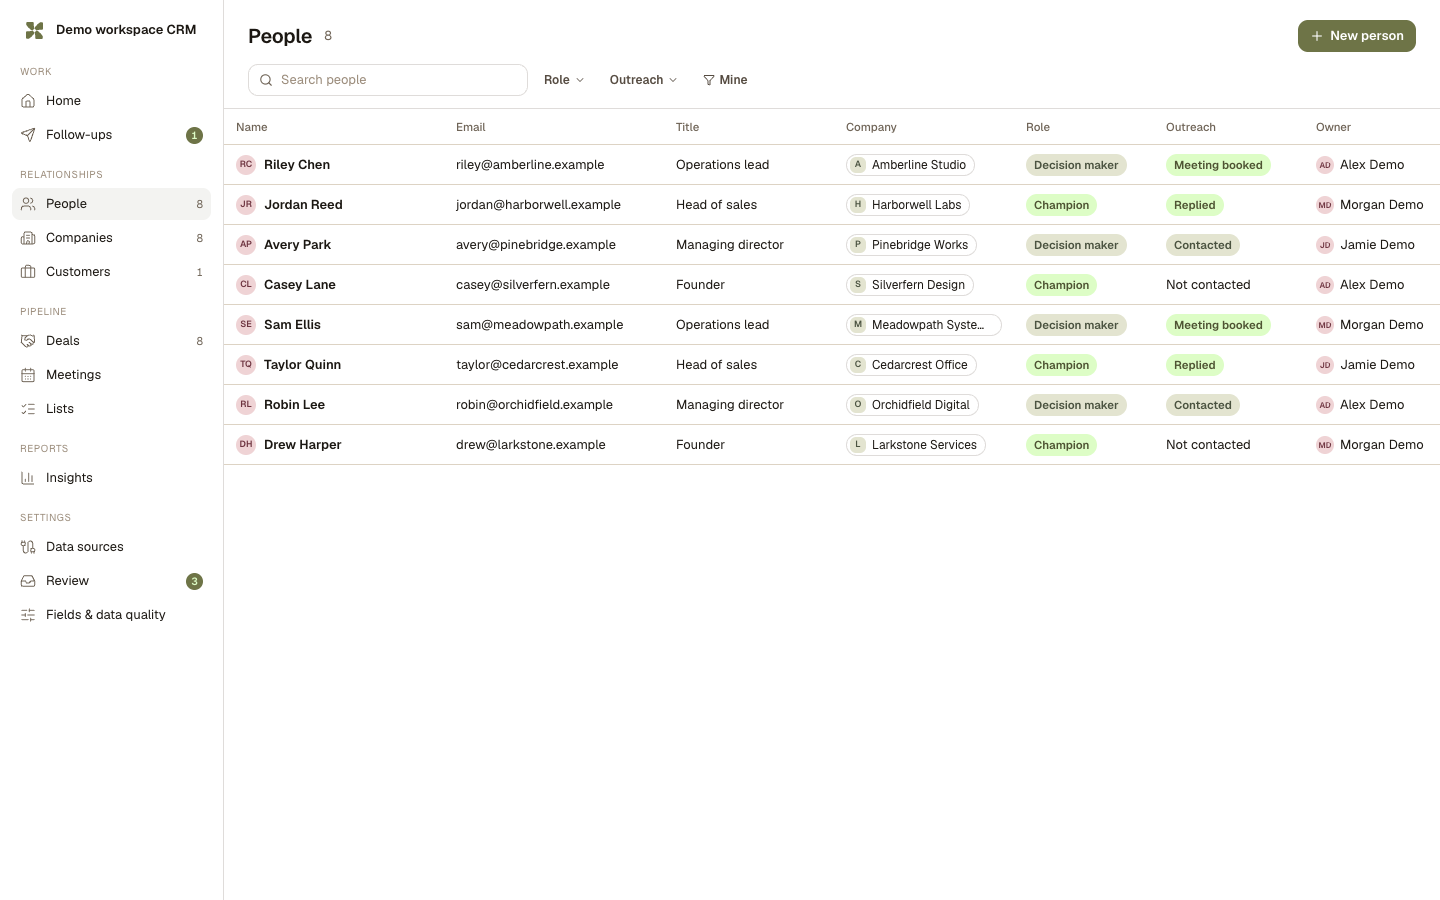 Demo workspace CRM
WORK
Home
Follow-ups 1
RELATIONSHIPS
People 8
Companies 8
Customers 1
PIPELINE
Deals 8
Meetings
Lists
REPORTS
Insights
SETTINGS
Data sources
Review 3
Fields & data quality
People 8
New person
Search people Role Outreach Mine
Name Email Title Company Role Outreach Owner
RC Riley Chen riley@amberline.example Operations lead A Amberline Studio Decision maker Meeting booked AD Alex Demo
JR Jordan Reed jordan@harborwell.example Head of sales H Harborwell Labs Champion Replied MD Morgan Demo
AP Avery Park avery@pinebridge.example Managing director P Pinebridge Works Decision maker Contacted JD Jamie Demo
CL Casey Lane casey@silverfern.example Founder S Silverfern Design Champion Not contacted AD Alex Demo
SE Sam Ellis sam@meadowpath.example Operations lead M Meadowpath Syste... Decision maker Meeting booked MD Morgan Demo
TQ Taylor Quinn taylor@cedarcrest.example Head of sales C Cedarcrest Office Champion Replied JD Jamie Demo
RL Robin Lee robin@orchidfield.example Managing director O Orchidfield Digital Decision maker Contacted AD Alex Demo
DH Drew Harper drew@larkstone.example Founder L Larkstone Services Champion Not contacted MD Morgan Demo